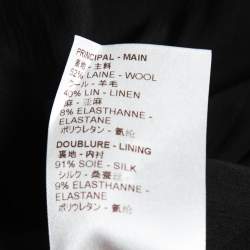 PRINCIPAL - MAIN
表地 - 主料
52% LAINE - WOOL
ウール - 羊毛
40% LIN - LINEN
麻 - 亚麻
8% ELASTHANNE -
ELASTANE
ポリウレタン - 氨纶
DOUBLURE - LINING
裏地 - 内衬
91% SOIE - SILK
シルク - 桑蚕丝
9% ELASTHANNE -
ELASTANE
ポリウレタン - 氨纶